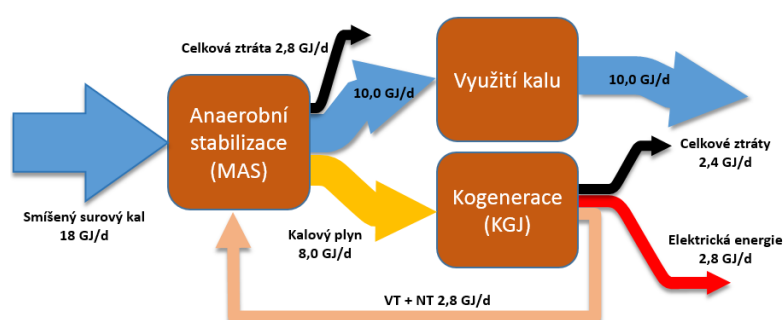 Celková ztráta 2,8 GJ/d
10,0 GJ/d
Využití kalu
10,0 GJ/d
Anaerobní
stabilizace
(MAS)
Celkové ztráty
2,4 GJ/d
Kogenerace
(KGJ)
Smíšený surový kal
18 GJ/d
Kalový plyn
8,0 GJ/d
Elektrická energie
2,8 GJ/d
VT + NT 2,8 GJ/d